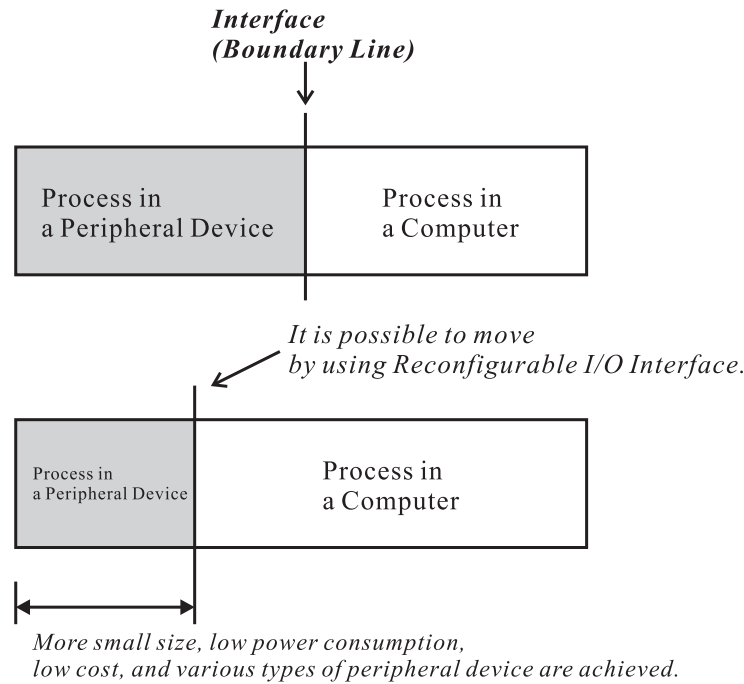 Interface
(Boundary Line)
Process in
a Peripheral Device
Process in
a Computer
It is possible to move
by using Reconfigurable I/O Interface.
Process in
a Peripheral Device
Process in
a Computer
More small size, low power consumption,
low cost, and various types of peripheral device are achieved.